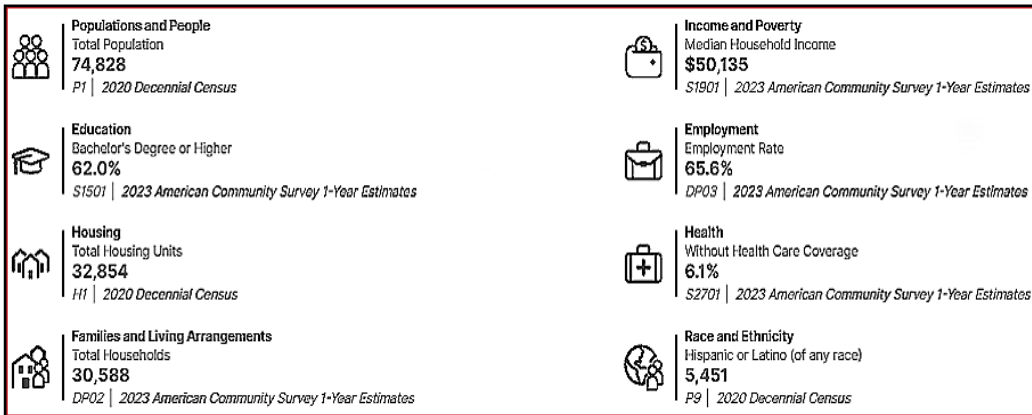 Populations and People
Total Population
74,828
P1 | 2020 Decennial Census
Income and Poverty
Median Household Income
$50,135
S1901 | 2023 American Community Survey 1-Year Estimates
Education
Bachelor's Degree or Higher
62.0%
S1501 | 2023 American Community Survey 1-Year Estimates
Employment
Employment Rate
65.6%
DP03 | 2023 American Community Survey 1-Year Estimates
Housing
Total Housing Units
32,854
H1 | 2020 Decennial Census
Health
Without Health Care Coverage
6.1%
S2701 | 2023 American Community Survey 1-Year Estimates
Families and Living Arrangements
Total Households
30,588
DP02 | 2023 American Community Survey 1-Year Estimates
Race and Ethnicity
Hispanic or Latino (of any race)
5,451
P9 | 2020 Decennial Census